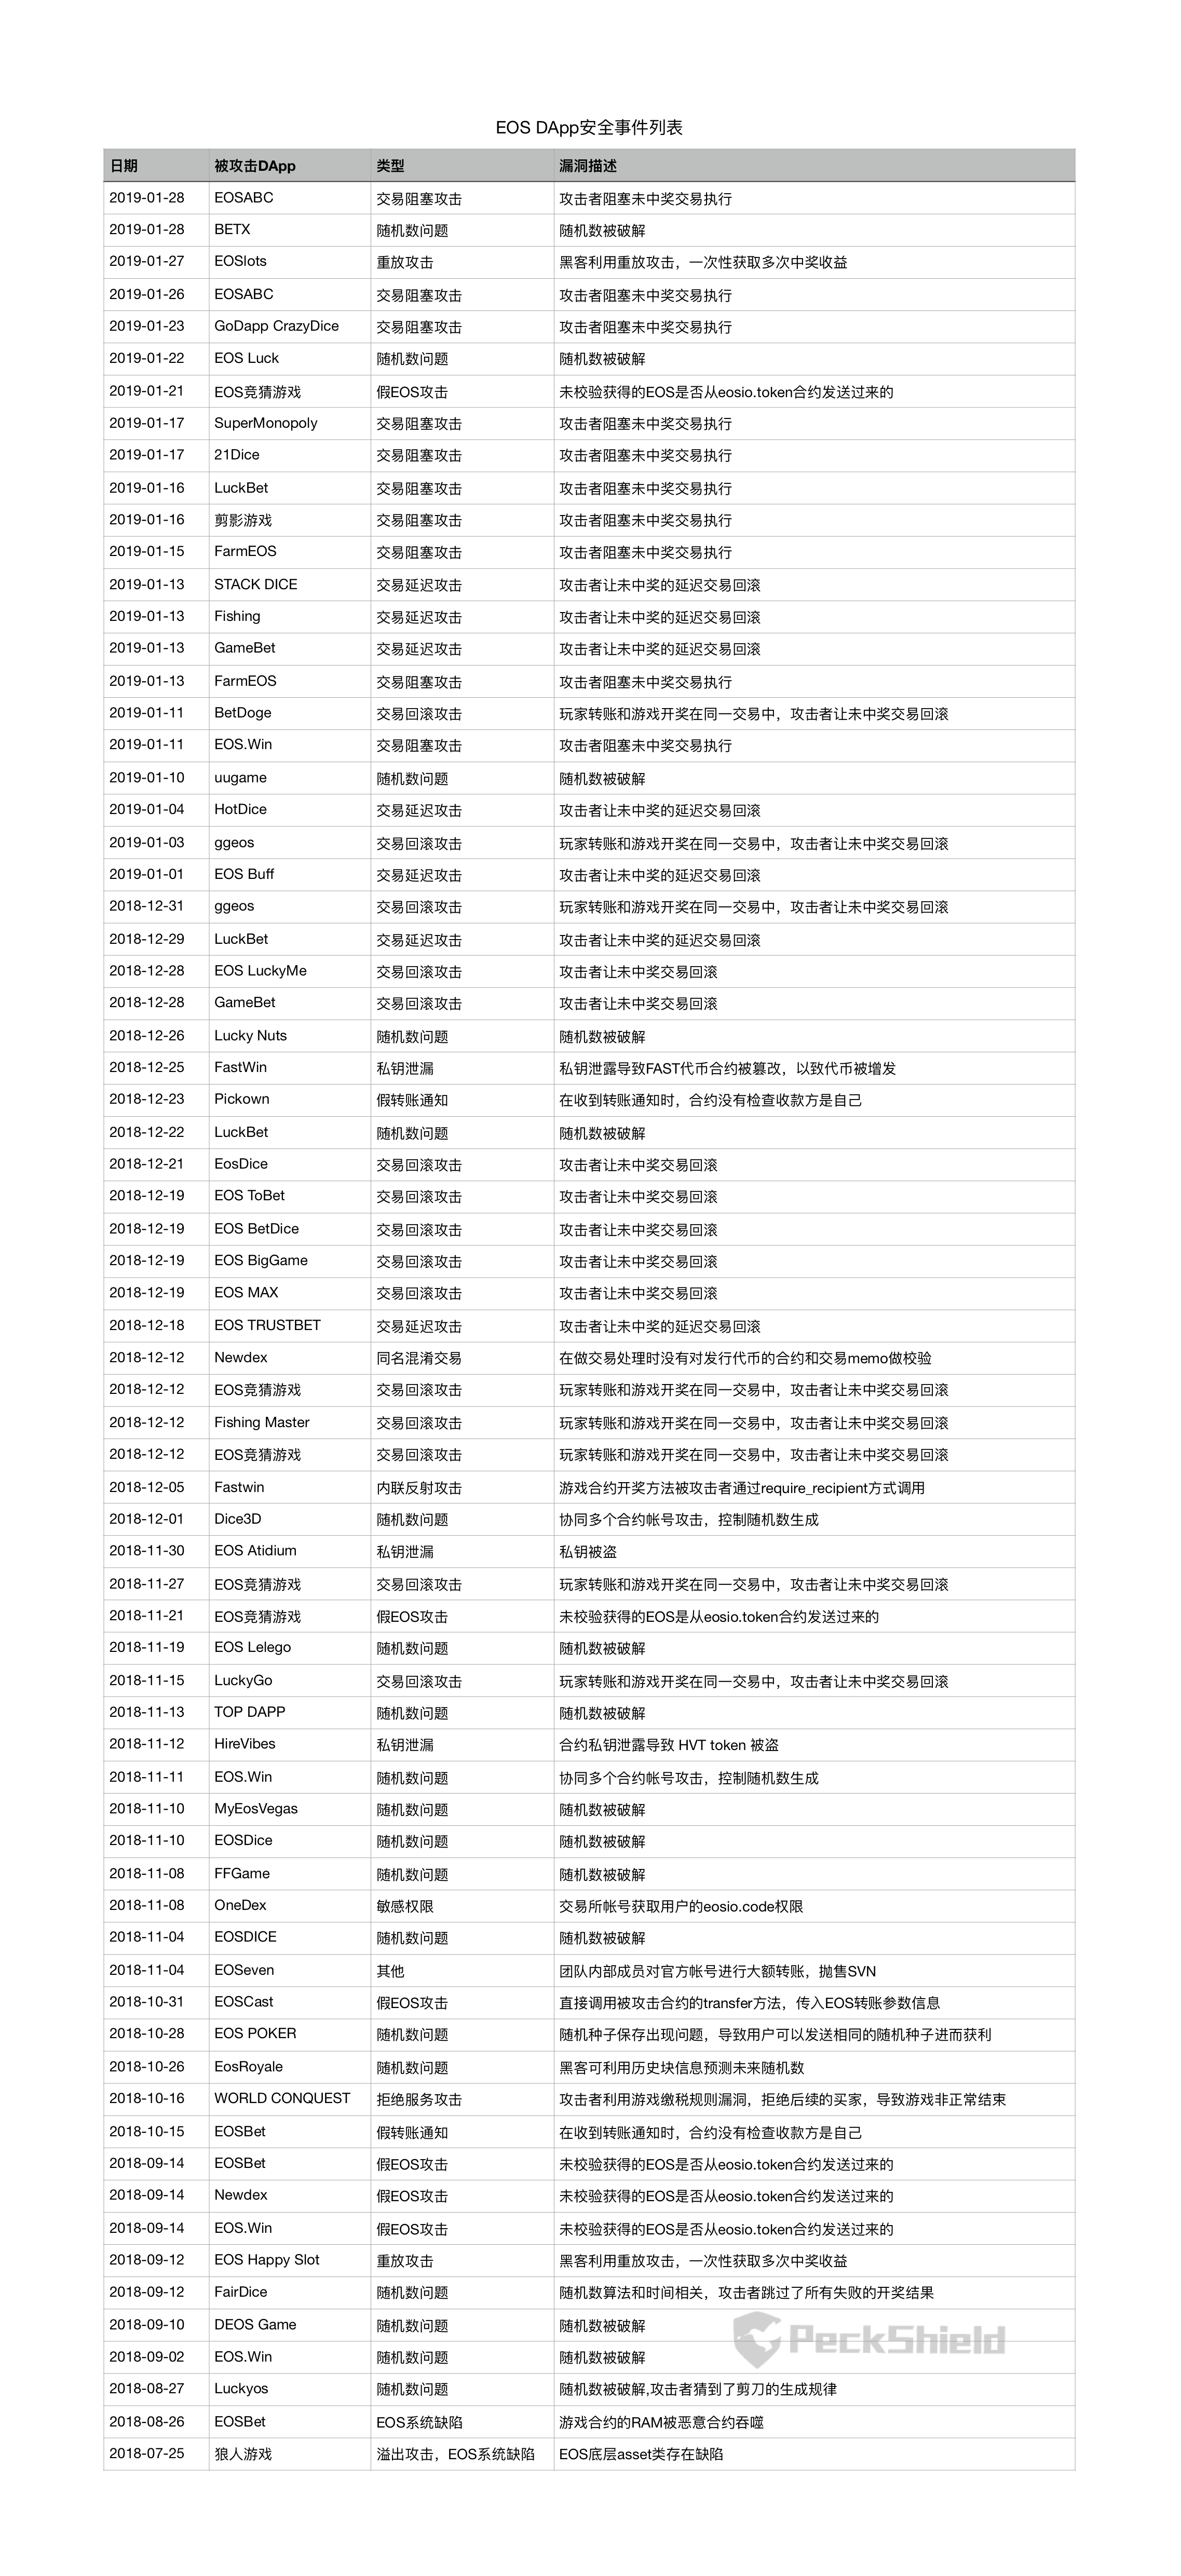 EOS DApp安全事件列表
日期 被攻击DApp 类型 漏洞描述
2019-01-28 EOSABC 交易阻塞攻击 攻击者阻塞未中奖交易执行
2019-01-28 BETX 随机数问题 随机数被破解
2019-01-27 EOSlots 重放攻击 黑客利用重放攻击，一次性获取多次中奖收益
2019-01-26 EOSABC 交易阻塞攻击 攻击者阻塞未中奖交易执行
2019-01-23 GoDapp CrazyDice 交易阻塞攻击 攻击者阻塞未中奖交易执行
2019-01-22 EOS Luck 随机数问题 随机数被破解
2019-01-21 EOS竞猜游戏 假EOS攻击 未校验获得的EOS是否从eosio.token合约发送过来的
2019-01-17 SuperMonopoly 交易阻塞攻击 攻击者阻塞未中奖交易执行
2019-01-17 21Dice 交易阻塞攻击 攻击者阻塞未中奖交易执行
2019-01-16 LuckBet 交易阻塞攻击 攻击者阻塞未中奖交易执行
2019-01-16 剪影游戏 交易阻塞攻击 攻击者阻塞未中奖交易执行
2019-01-15 FarmEOS 交易阻塞攻击 攻击者阻塞未中奖交易执行
2019-01-13 STACK DICE 交易延迟攻击 攻击者让未中奖的延迟交易回滚
2019-01-13 Fishing 交易延迟攻击 攻击者让未中奖的延迟交易回滚
2019-01-13 GameBet 交易延迟攻击 攻击者让未中奖的延迟交易回滚
2019-01-13 FarmEOS 交易阻塞攻击 攻击者阻塞未中奖交易执行
2019-01-11 BetDoge 交易回滚攻击 玩家转账和游戏开奖在同一交易中，攻击者让未中奖交易回滚
2019-01-11 EOS.Win 交易阻塞攻击 攻击者阻塞未中奖交易执行
2019-01-10 uugame 随机数问题 随机数被破解
2019-01-04 HotDice 交易延迟攻击 攻击者让未中奖的延迟交易回滚
2019-01-03 ggeos 交易回滚攻击 玩家转账和游戏开奖在同一交易中，攻击者让未中奖交易回滚
2019-01-01 EOS Buff 交易延迟攻击 攻击者让未中奖的延迟交易回滚
2018-12-31 ggeos 交易回滚攻击 玩家转账和游戏开奖在同一交易中，攻击者让未中奖交易回滚
2018-12-29 LuckBet 交易延迟攻击 攻击者让未中奖的延迟交易回滚
2018-12-28 EOS LuckyMe 交易回滚攻击 攻击者让未中奖交易回滚
2018-12-28 GameBet 交易回滚攻击 攻击者让未中奖交易回滚
2018-12-26 Lucky Nuts 随机数问题 随机数被破解
2018-12-25 FastWin 私钥泄漏 私钥泄露导致FAST代币合约被篡改，以致代币被增发
2018-12-23 Pickown 假转账通知 在收到转账通知时，合约没有检查收款方是自己
2018-12-22 LuckBet 随机数问题 随机数被破解
2018-12-21 EosDice 交易回滚攻击 攻击者让未中奖交易回滚
2018-12-19 EOS ToBet 交易回滚攻击 攻击者让未中奖交易回滚
2018-12-19 EOS BetDice 交易回滚攻击 攻击者让未中奖交易回滚
2018-12-19 EOS BigGame 交易回滚攻击 攻击者让未中奖交易回滚
2018-12-19 EOS MAX 交易回滚攻击 攻击者让未中奖交易回滚
2018-12-18 EOS TRUSTBET 交易延迟攻击 攻击者让未中奖的延迟交易回滚
2018-12-12 Newdex 同名混淆交易 在做交易处理时没有对发行代币的合约和交易memo做校验
2018-12-12 EOS竞猜游戏 交易回滚攻击 玩家转账和游戏开奖在同一交易中，攻击者让未中奖交易回滚
2018-12-12 Fishing Master 交易回滚攻击 玩家转账和游戏开奖在同一交易中，攻击者让未中奖交易回滚
2018-12-12 EOS竞猜游戏 交易回滚攻击 玩家转账和游戏开奖在同一交易中，攻击者让未中奖交易回滚
2018-12-05 Fastwin 内联反射攻击 游戏合约开奖方法被攻击者通过require_recipient方式调用
2018-12-01 Dice3D 随机数问题 协同多个合约帐号攻击，控制随机数生成
2018-11-30 EOS Atidium 私钥泄漏 私钥被盗
2018-11-27 EOS竞猜游戏 交易回滚攻击 玩家转账和游戏开奖在同一交易中，攻击者让未中奖交易回滚
2018-11-21 EOS竞猜游戏 假EOS攻击 未校验获得的EOS是从eosio.token合约发送过来的
2018-11-19 EOS Lelego 随机数问题 随机数被破解
2018-11-15 LuckyGo 交易回滚攻击 玩家转账和游戏开奖在同一交易中，攻击者让未中奖交易回滚
2018-11-13 TOP DAPP 随机数问题 随机数被破解
2018-11-12 HireVibes 私钥泄漏 合约私钥泄露导致 HVT token 被盗
2018-11-11 EOS.Win 随机数问题 协同多个合约帐号攻击，控制随机数生成
2018-11-10 MyEosVegas 随机数问题 随机数被破解
2018-11-10 EOSDice 随机数问题 随机数被破解
2018-11-08 FFGame 随机数问题 随机数被破解
2018-11-08 OneDex 敏感权限 交易所帐号获取用户的eosio.code权限
2018-11-04 EOSDICE 随机数问题 随机数被破解
2018-11-04 EOSeven 其他 团队内部成员对官方帐号进行大额转账，抛售SVN
2018-10-31 EOSCast 假EOS攻击 直接调用被攻击合约的transfer方法，传入EOS转账参数信息
2018-10-28 EOS POKER 随机数问题 随机种子保存出现问题，导致用户可以发送相同的随机种子进而获利
2018-10-26 EosRoyale 随机数问题 黑客可利用历史块信息预测未来随机数
2018-10-16 WORLD CONQUEST 拒绝服务攻击 攻击者利用游戏缴税规则漏洞，拒绝后续的买家，导致游戏非正常结束
2018-10-15 EOSBet 假转账通知 在收到转账通知时，合约没有检查收款方是自己
2018-09-14 EOSBet 假EOS攻击 未校验获得的EOS是否从eosio.token合约发送过来的
2018-09-14 Newdex 假EOS攻击 未校验获得的EOS是否从eosio.token合约发送过来的
2018-09-14 EOS.Win 假EOS攻击 未校验获得的EOS是否从eosio.token合约发送过来的
2018-09-12 EOS Happy Slot 重放攻击 黑客利用重放攻击，一次性获取多次中奖收益
2018-09-12 FairDice 随机数问题 随机数算法和时间相关，攻击者跳过了所有失败的开奖结果
2018-09-10 DEOS Game 随机数问题 随机数被破解
PeckShield
2018-09-02 EOS.Win 随机数问题 随机数被破解
2018-08-27 Luckyos 随机数问题 随机数被破解,攻击者猜到了剪刀的生成规律
2018-08-26 EOSBet EOS系统缺陷 游戏合约的RAM被恶意合约吞噬
2018-07-25 狼人游戏 溢出攻击，EOS系统缺陷 EOS底层asset类存在缺陷